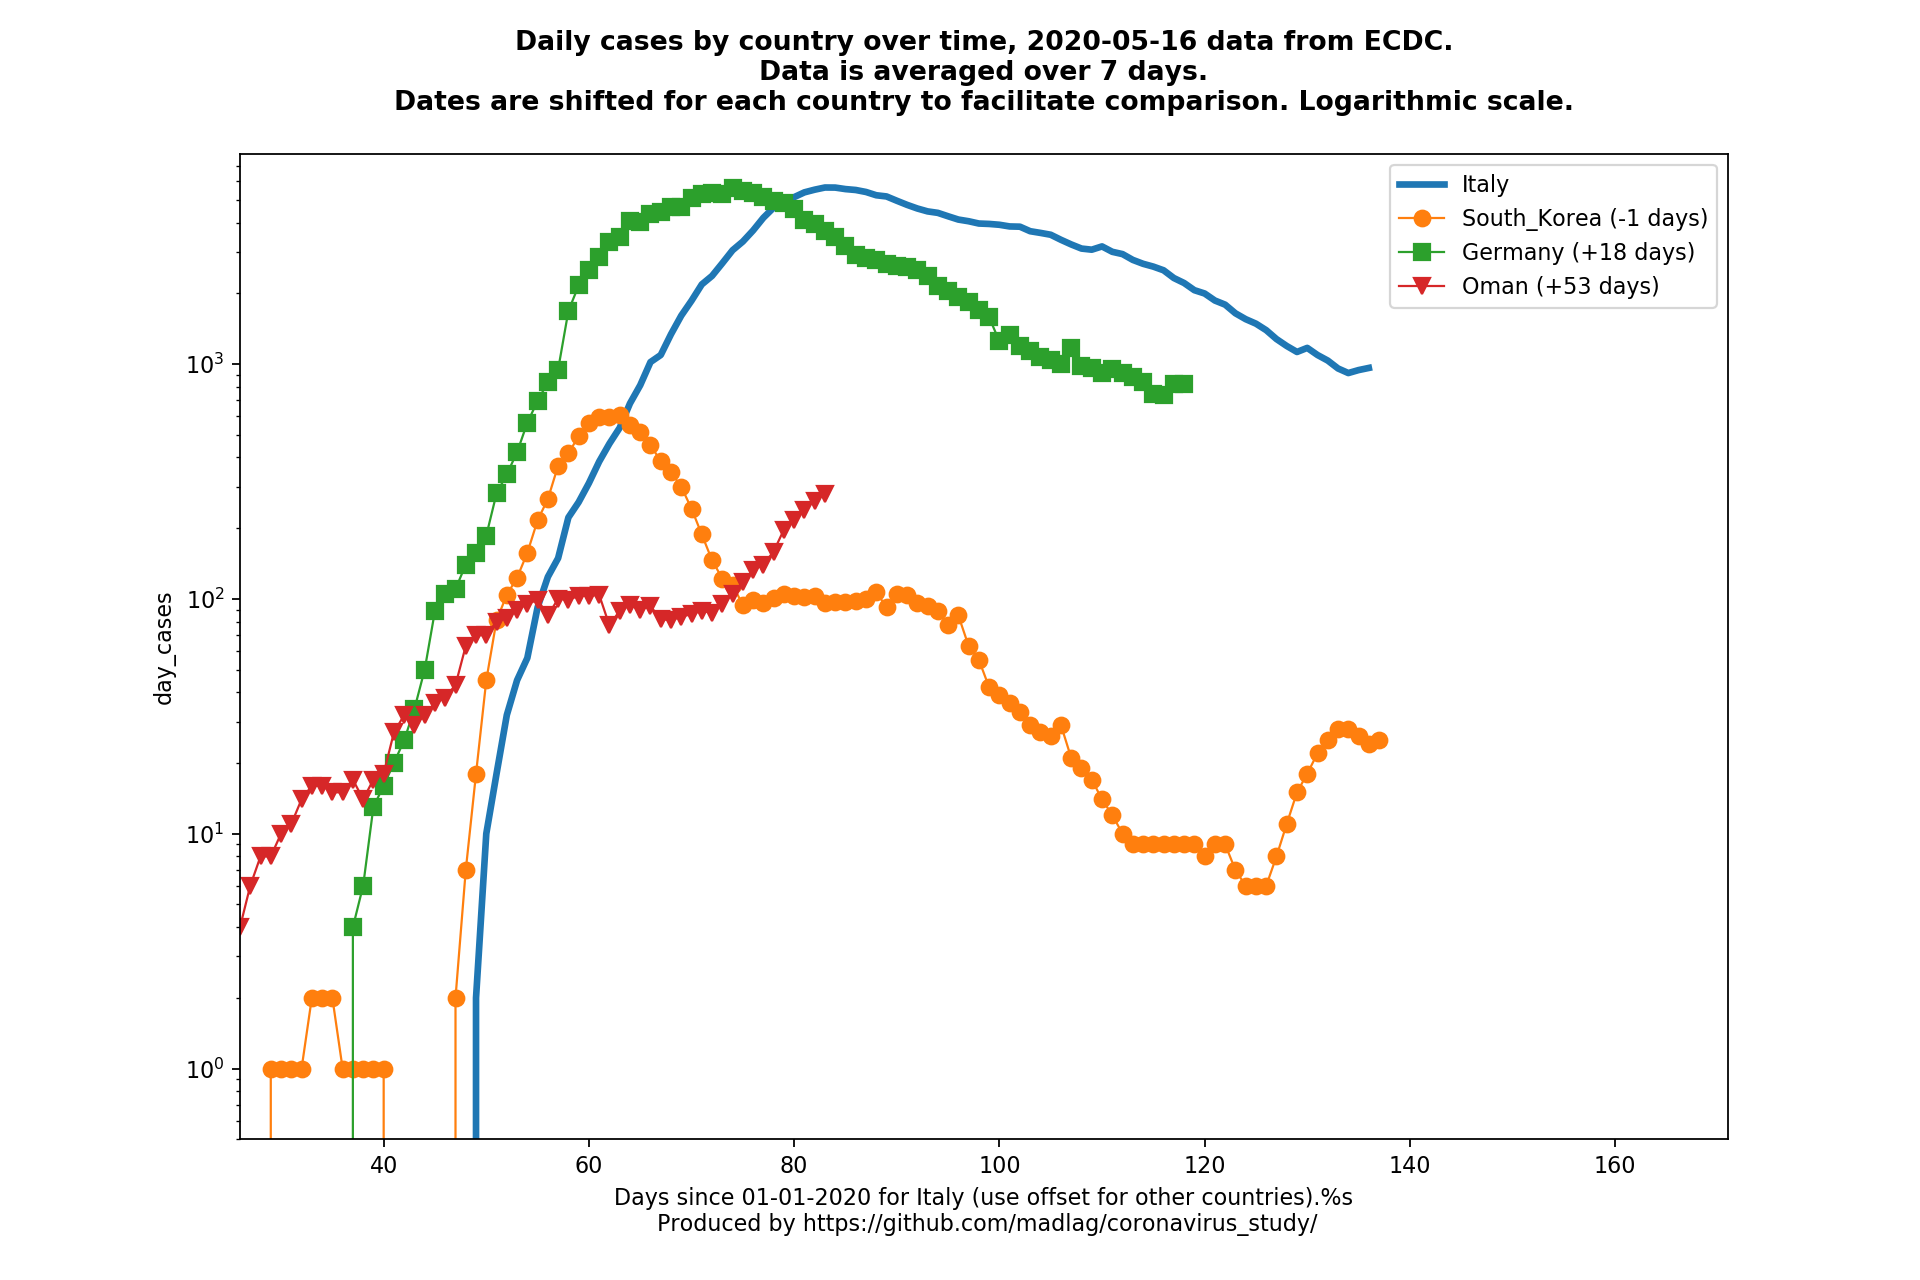 Daily cases by country over time, 2020-05-16 data from ECDC.
Data is averaged over 7 days.
Dates are shifted for each country to facilitate comparison. Logarithmic scale.
Italy
South_Korea (-1 days)
Germany (+18 days)
Oman (+53 days)
day_cases
10³
10²
10¹
10⁰
40 60 80 100 120 140 160
Days since 01-01-2020 for Italy (use offset for other countries).%s
Produced by https://github.com/madlag/coronavirus_study/